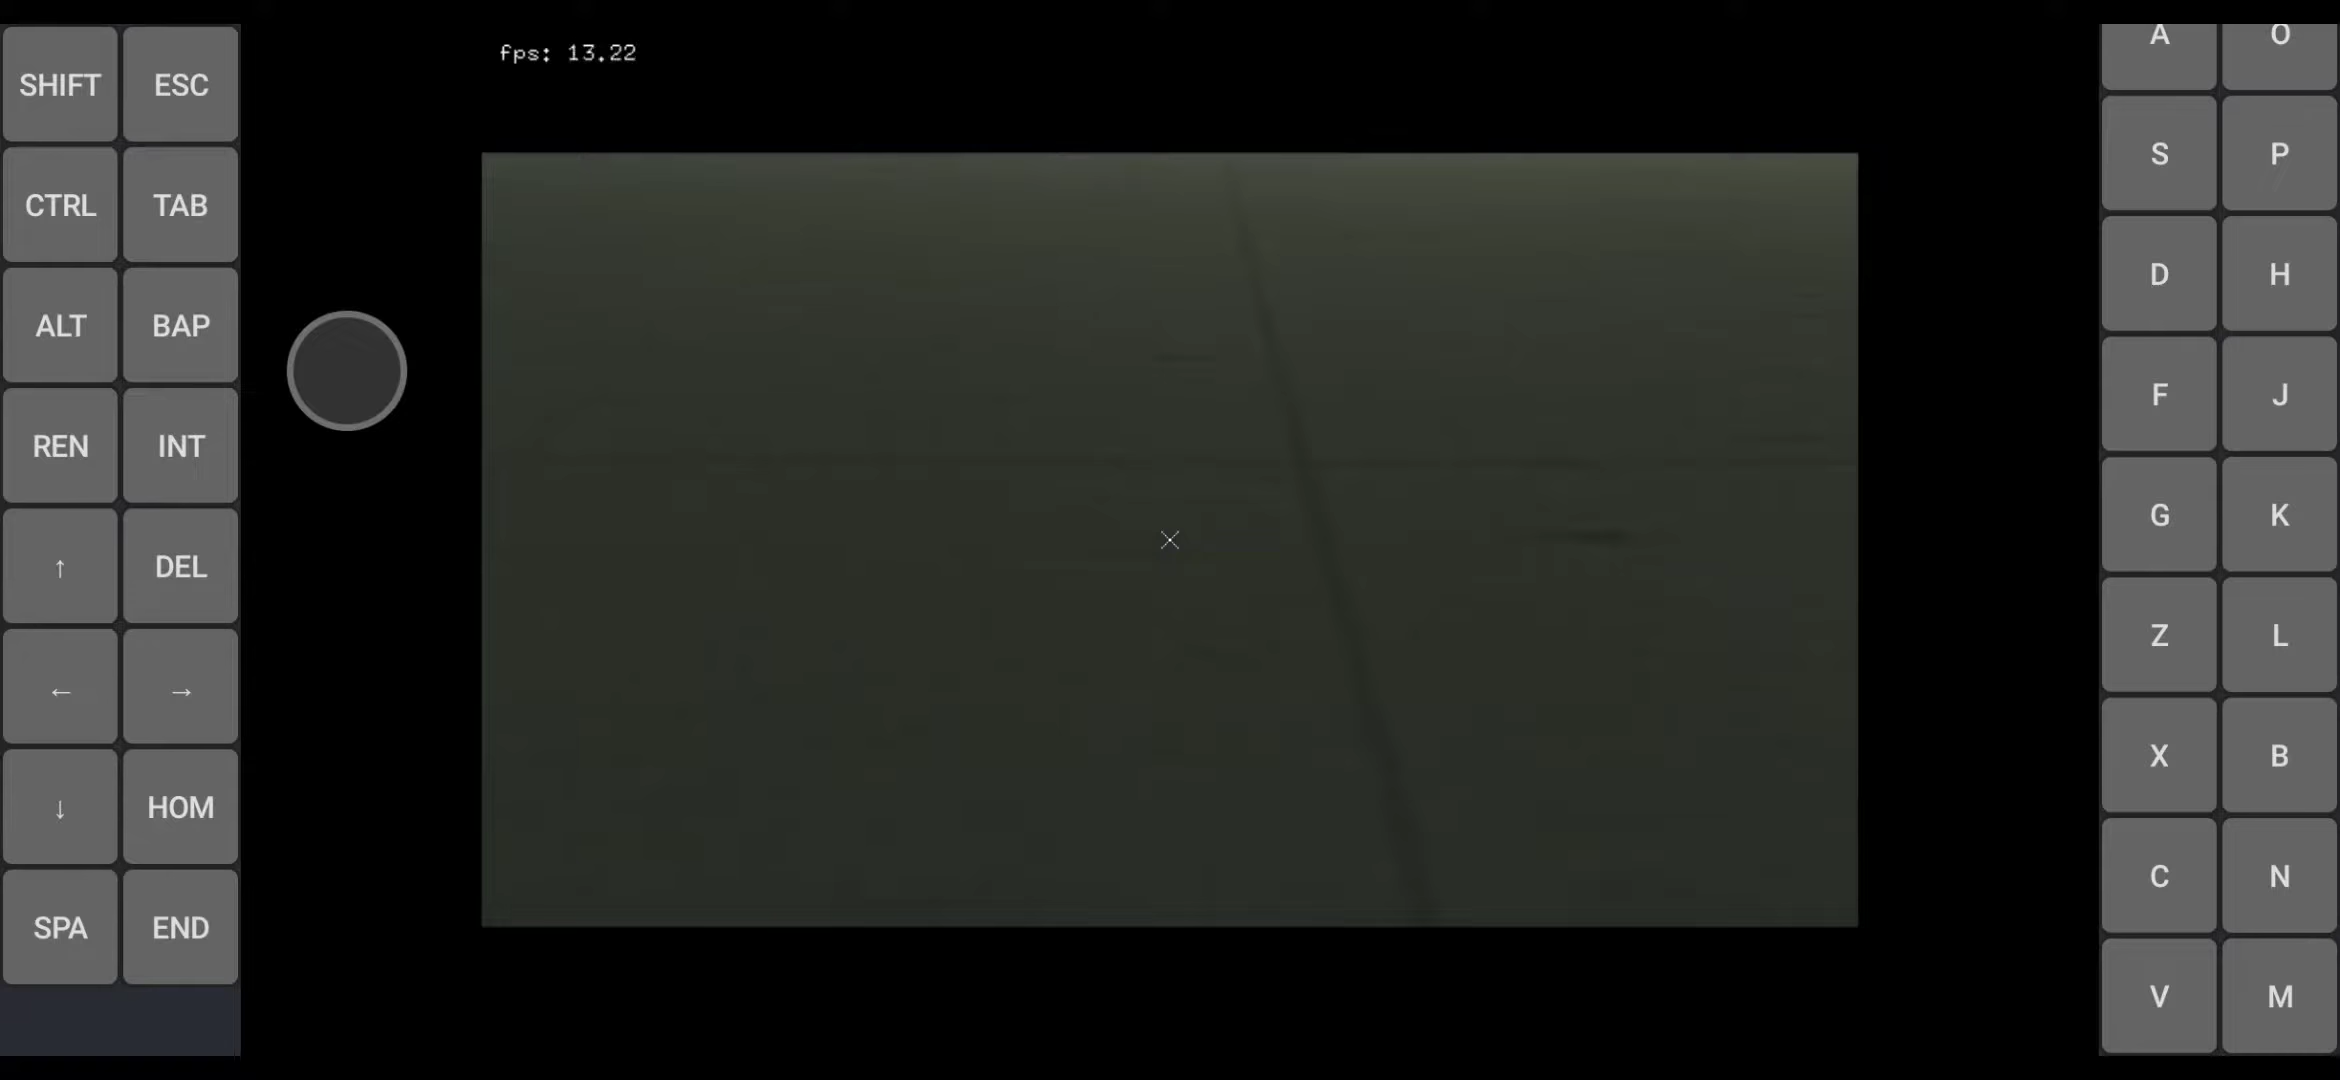 fps: 13.22
SHIFT ESC
CTRL TAB
ALT BAP
REN INT
↑ DEL
← →
↓ HOM
SPA END
A O
S P
D H
F J
G K
Z L
X B
C N
V M